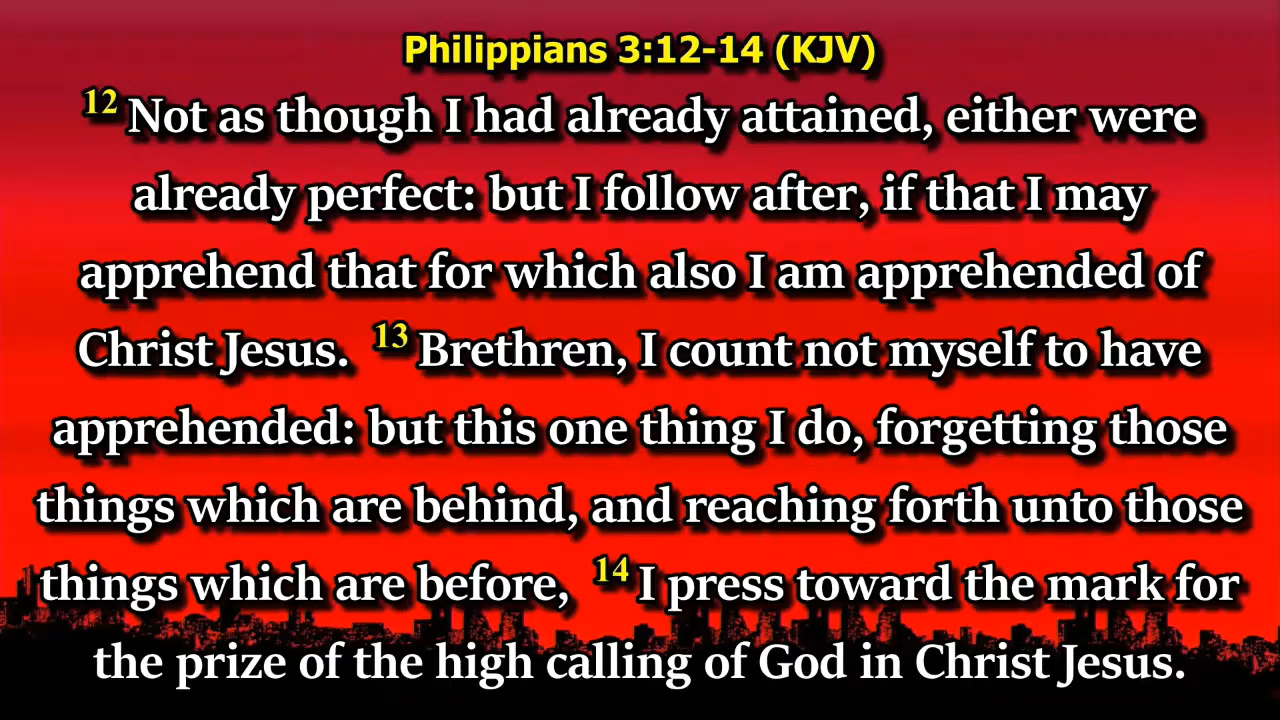 Philippians 3:12-14 (KJV)
12 Not as though I had already attained, either were
already perfect: but I follow after, if that I may
apprehend that for which also I am apprehended of
Christ Jesus. 13 Brethren, I count not myself to have
apprehended: but this one thing I do, forgetting those
things which are behind, and reaching forth unto those
things which are before, 14 I press toward the mark for
the prize of the high calling of God in Christ Jesus.